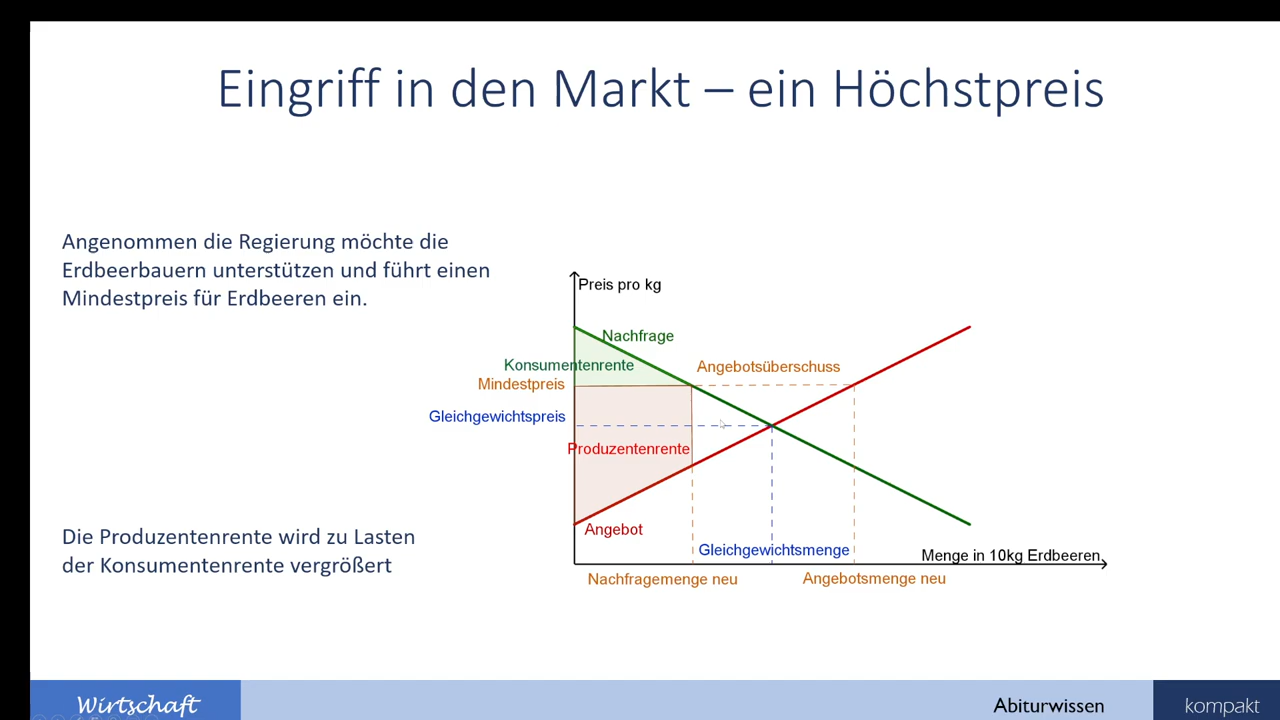 Eingriff in den Markt – ein Höchstpreis
Angenommen die Regierung möchte die
Erdbeerbauern unterstützen und führt einen
Mindestpreis für Erdbeeren ein.
Preis pro kg
Nachfrage
Konsumentenrente
Angebotsüberschuss
Mindestpreis
Gleichgewichtspreis
Produzentenrente
Angebot
Die Produzentenrente wird zu Lasten
der Konsumentenrente vergrößert
Gleichgewichtsmenge
Menge in 10kg Erdbeeren
Nachfragemenge neu
Angebotsmenge neu
Wirtschaft
Abiturwissen
kompakt